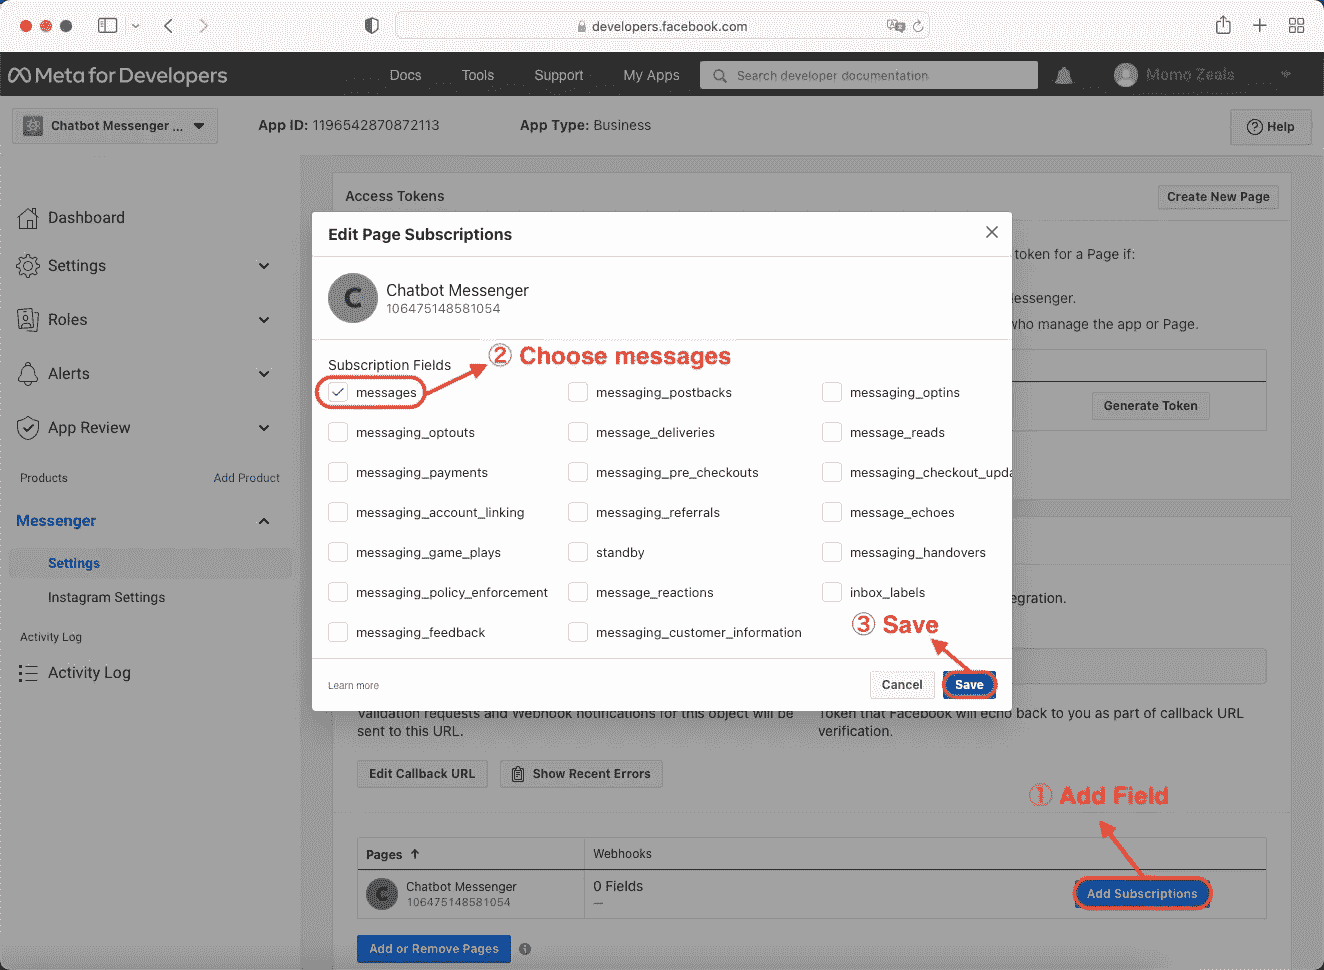 developers.facebook.com
Meta for Developers
Docs
Tools
Support
My Apps
Search developer documentation
Momo Zeals
Chatbot Messenger ...
App ID: 1196542870872113
App Type: Business
Help
Dashboard
Settings
Roles
Alerts
App Review
Products
Add Product
Messenger
Settings
Instagram Settings
Activity Log
Activity Log
Access Tokens
Create New Page
token for a Page if:
essenger.
who manage the app or Page.
Generate Token
egration.
Edit Page Subscriptions
C
Chatbot Messenger
106475148581054
② Choose messages
Subscription Fields
messages
messaging_postbacks
messaging_optins
messaging_optouts
message_deliveries
message_reads
messaging_payments
messaging_pre_checkouts
messaging_checkout_upda
messaging_account_linking
messaging_referrals
message_echoes
messaging_game_plays
standby
messaging_handovers
messaging_policy_enforcement
message_reactions
inbox_labels
messaging_feedback
messaging_customer_information
③ Save
Learn more
Cancel
Save
Validation requests and Webhook notifications for this object will be
sent to this URL.
Token that Facebook will echo back to you as part of callback URL
verification.
Edit Callback URL
Show Recent Errors
① Add Field
Pages ↑
Webhooks
C
Chatbot Messenger
106475148581054
0 Fields
—
Add Subscriptions
Add or Remove Pages